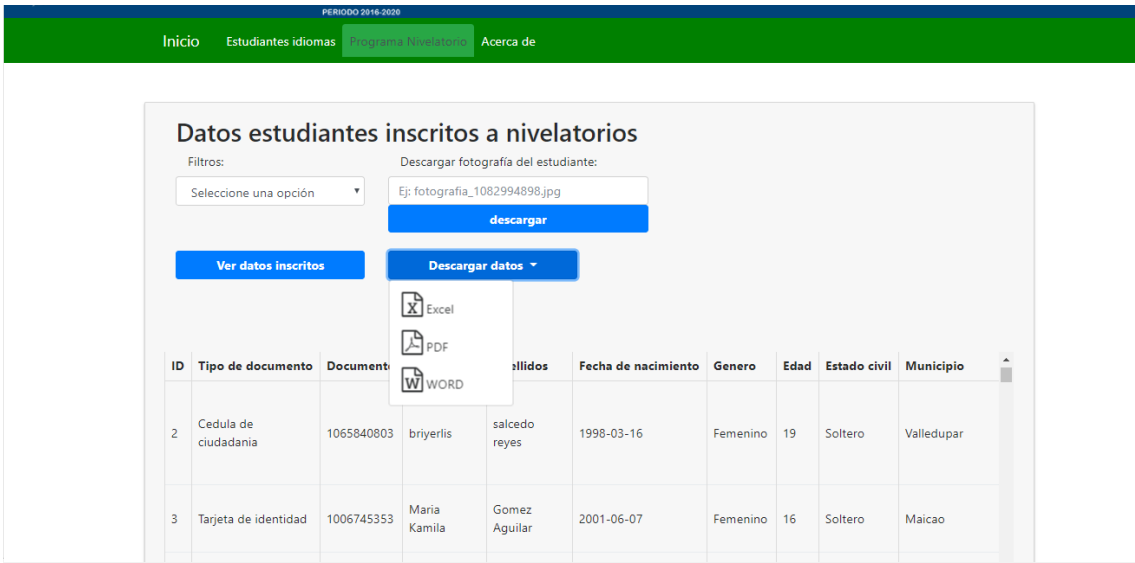 PERIODO 2016-2020
Inicio Estudiantes idiomas Programa Nivelatorio Acerca de
Datos estudiantes inscritos a nivelatorios
Filtros: Descargar fotografía del estudiante:
Seleccione una opción Ej: fotografia_1082994898.jpg
descargar
Ver datos inscritos Descargar datos
Excel
PDF
WORD
ID Tipo de documento Document ellidos Fecha de nacimiento Genero Edad Estado civil Municipio
2 Cedula de ciudadania 1065840803 briyerlis salcedo reyes 1998-03-16 Femenino 19 Soltero Valledupar
3 Tarjeta de identidad 1006745353 Maria Kamila Gomez Aguilar 2001-06-07 Femenino 16 Soltero Maicao